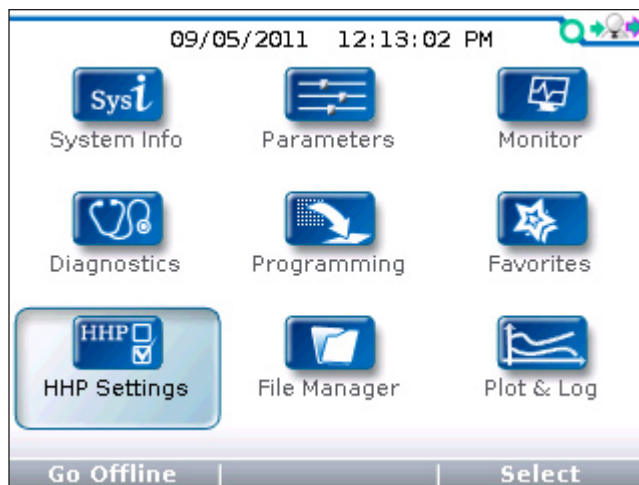 09/05/2011 12:13:02 PM
Sysi
System Info
Parameters
Monitor
Diagnostics
Programming
Favorites
HHP
HHP Settings
File Manager
Plot & Log
Go Offline
Select